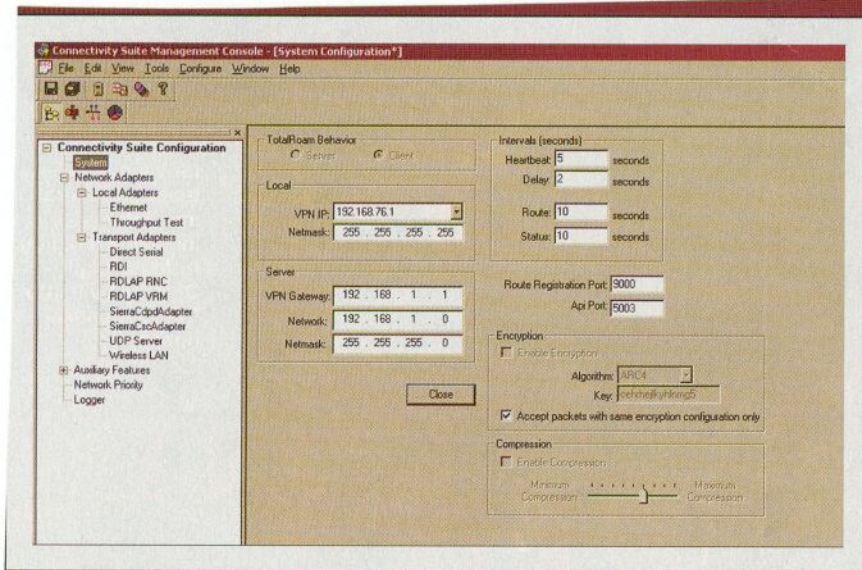 Connectivity Suite Management Console - [System Configuration*]
File Edit View Tools Configure Window Help
Connectivity Suite Configuration
System
Network Adapters
Local Adapters
Ethernet
Throughput Test
Transport Adapters
Direct Serial
RDI
RDLAP RNC
RDLAP VRM
SierraCdpdAdapter
SierraCscAdapter
UDP Server
Wireless LAN
Auxiliary Features
Network Priority
Logger
TotalRoam Behavior
Server Client
Local
VPN IP: 192.168.76.1
Netmask: 255 . 255 . 255 . 255
Server
VPN Gateway: 192 . 168 . 1 . 1
Network: 192 . 168 . 1 . 0
Netmask: 255 . 255 . 255 . 0
Close
Intervals (seconds)
Heartbeat: 5 seconds
Delay: 2 seconds
Route: 10 seconds
Status: 10 seconds
Route Registration Port: 9000
Api Port: 5003
Encryption
Enable Encryption
Algorithm: ARC4
Key:
Accept packets with same encryption configuration only
Compression
Enable Compression
Minimum Compression
Maximum Compression